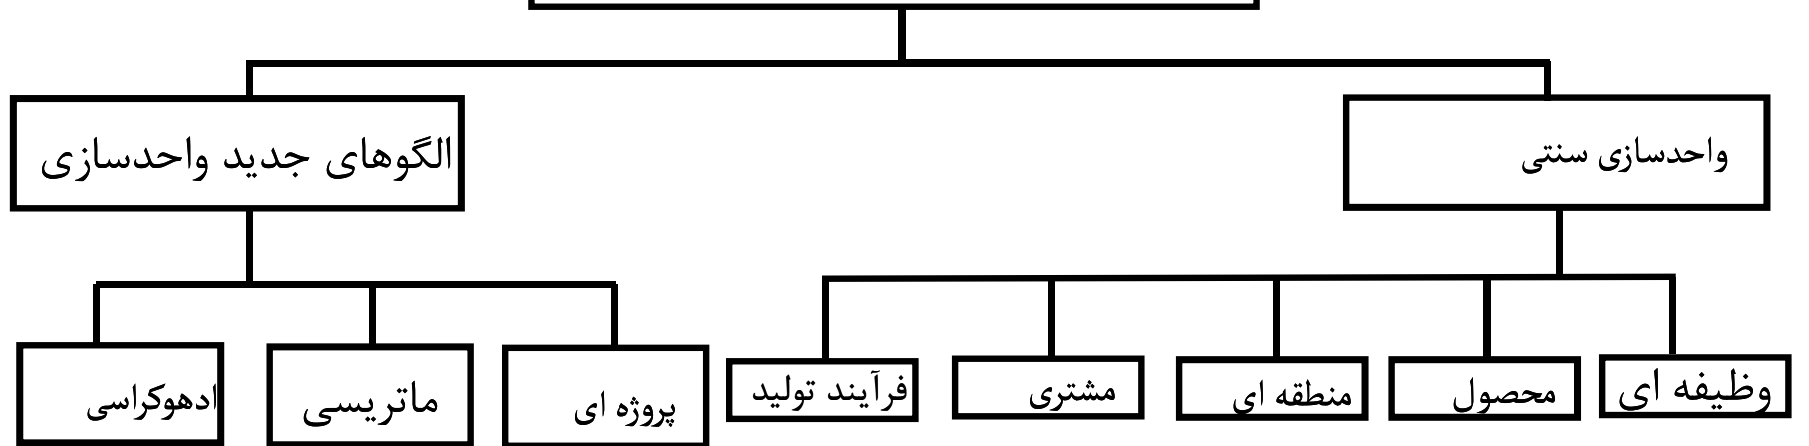 واحدسازی سنتی
الگوهای جدید واحدسازی
وظیفه ای
محصول
منطقه ای
مشتری
فرآیند تولید
پروژه ای
ماتریسی
ادهوکراسی